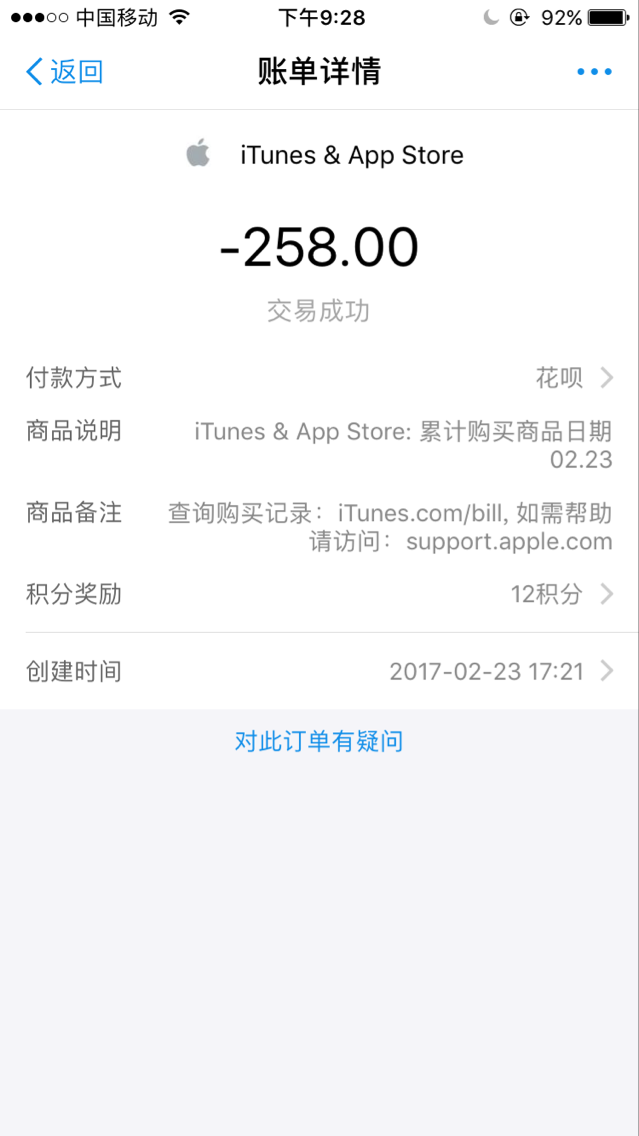 中国移动
下午9:28
92%
返回
账单详情
iTunes & App Store
-258.00
交易成功
付款方式
花呗
商品说明
iTunes & App Store: 累计购买商品日期
02.23
商品备注
查询购买记录：iTunes.com/bill, 如需帮助
请访问：support.apple.com
积分奖励
12积分
创建时间
2017-02-23 17:21
对此订单有疑问